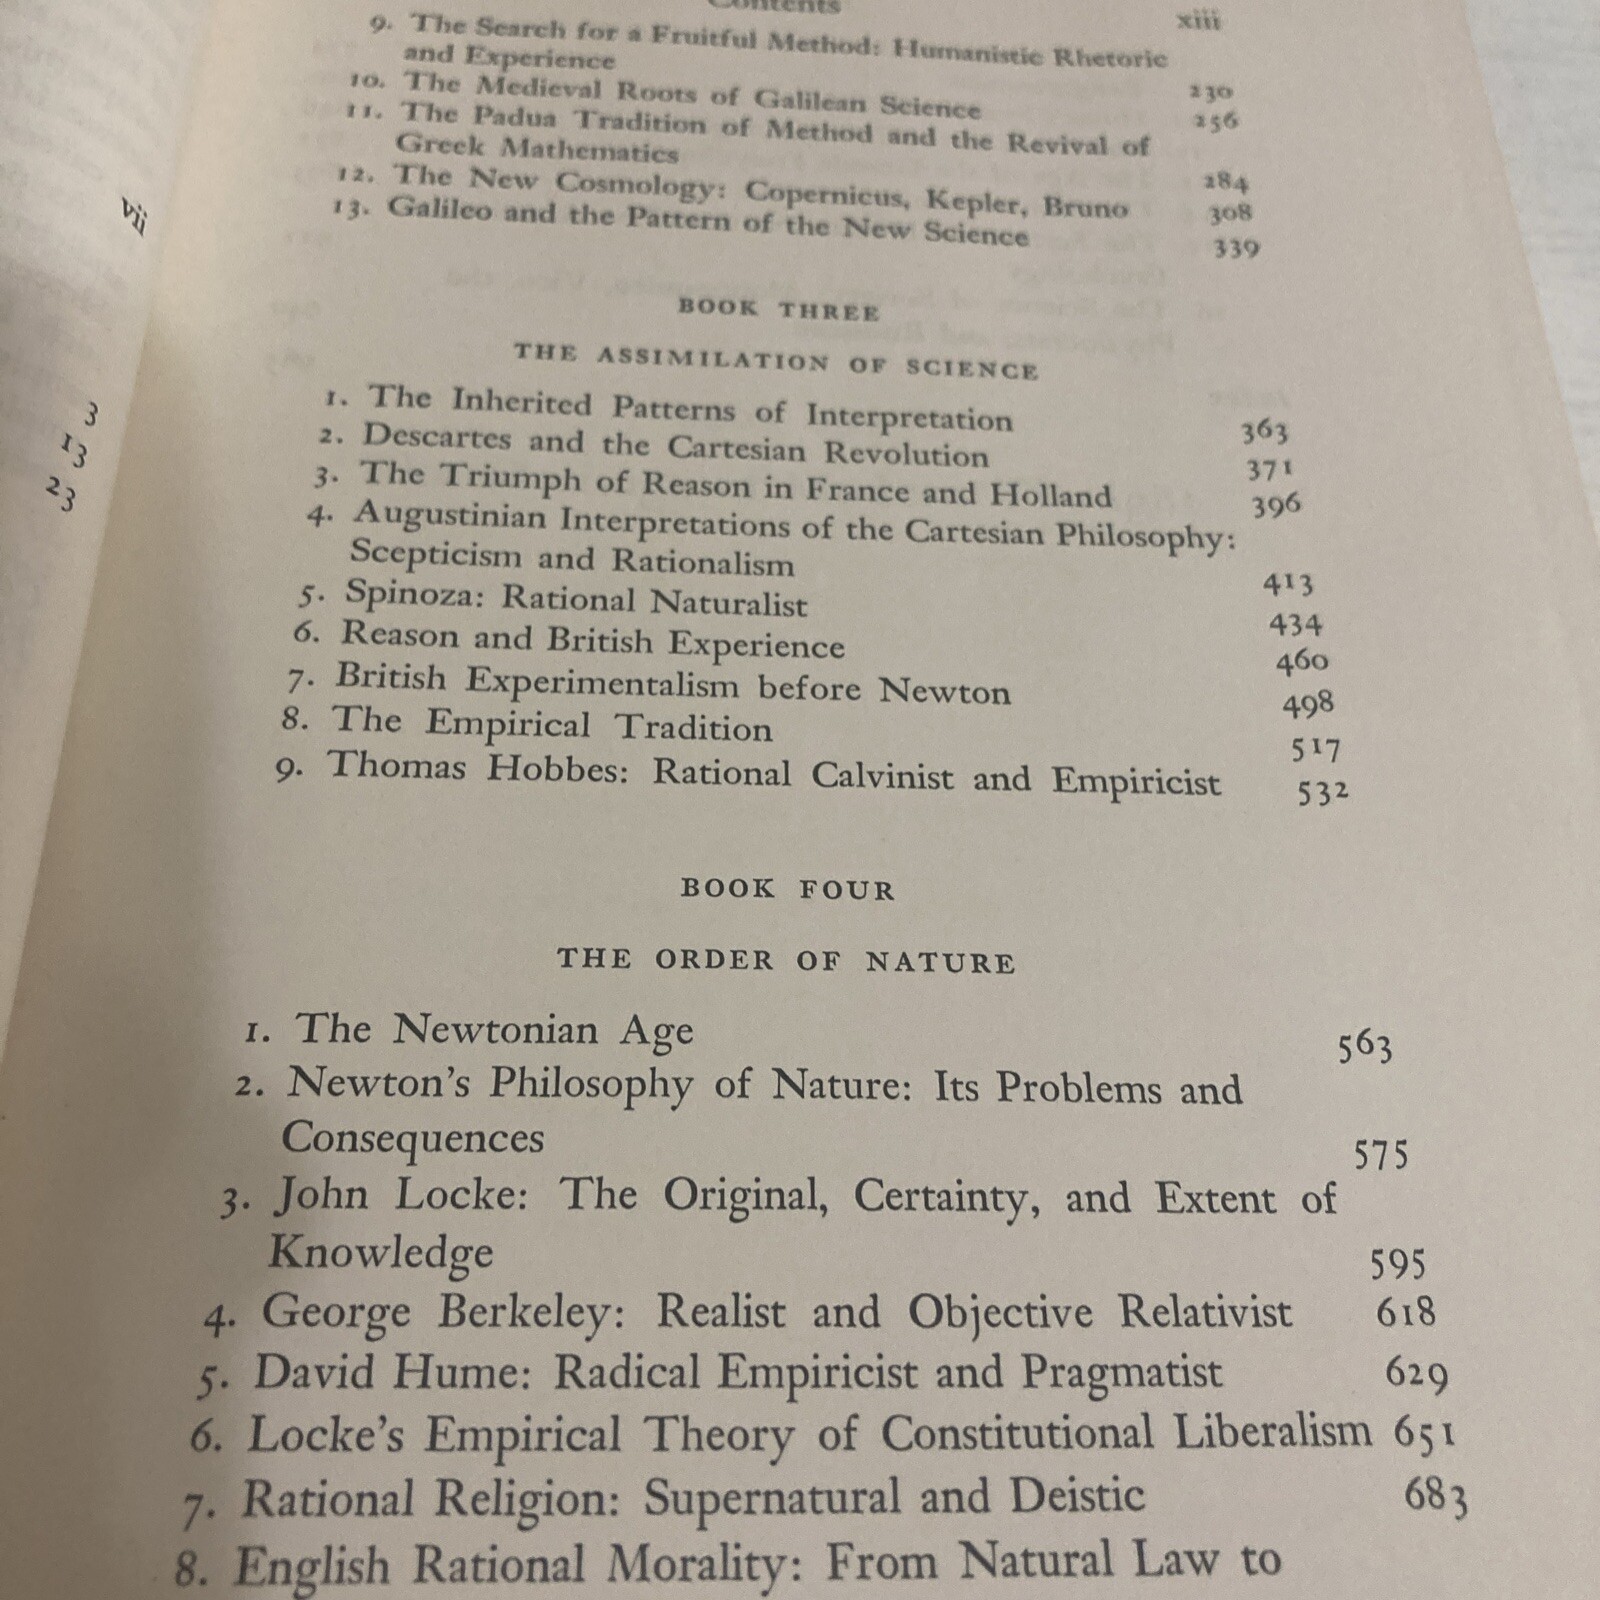 vii
3
13
23
Contents xiii
9. The Search for a Fruitful Method: Humanistic Rhetoric
and Experience 230
10. The Medieval Roots of Galilean Science 256
11. The Padua Tradition of Method and the Revival of
Greek Mathematics 284
12. The New Cosmology: Copernicus, Kepler, Bruno 308
13. Galileo and the Pattern of the New Science 339
BOOK THREE
THE ASSIMILATION OF SCIENCE
1. The Inherited Patterns of Interpretation 363
2. Descartes and the Cartesian Revolution 371
3. The Triumph of Reason in France and Holland 396
4. Augustinian Interpretations of the Cartesian Philosophy:
Scepticism and Rationalism 413
5. Spinoza: Rational Naturalist 434
6. Reason and British Experience 460
7. British Experimentalism before Newton 498
8. The Empirical Tradition 517
9. Thomas Hobbes: Rational Calvinist and Empiricist 532
BOOK FOUR
THE ORDER OF NATURE
1. The Newtonian Age 563
2. Newton's Philosophy of Nature: Its Problems and
Consequences 575
3. John Locke: The Original, Certainty, and Extent of
Knowledge 595
4. George Berkeley: Realist and Objective Relativist 618
5. David Hume: Radical Empiricist and Pragmatist 629
6. Locke's Empirical Theory of Constitutional Liberalism 651
7. Rational Religion: Supernatural and Deistic 683
8. English Rational Morality: From Natural Law to